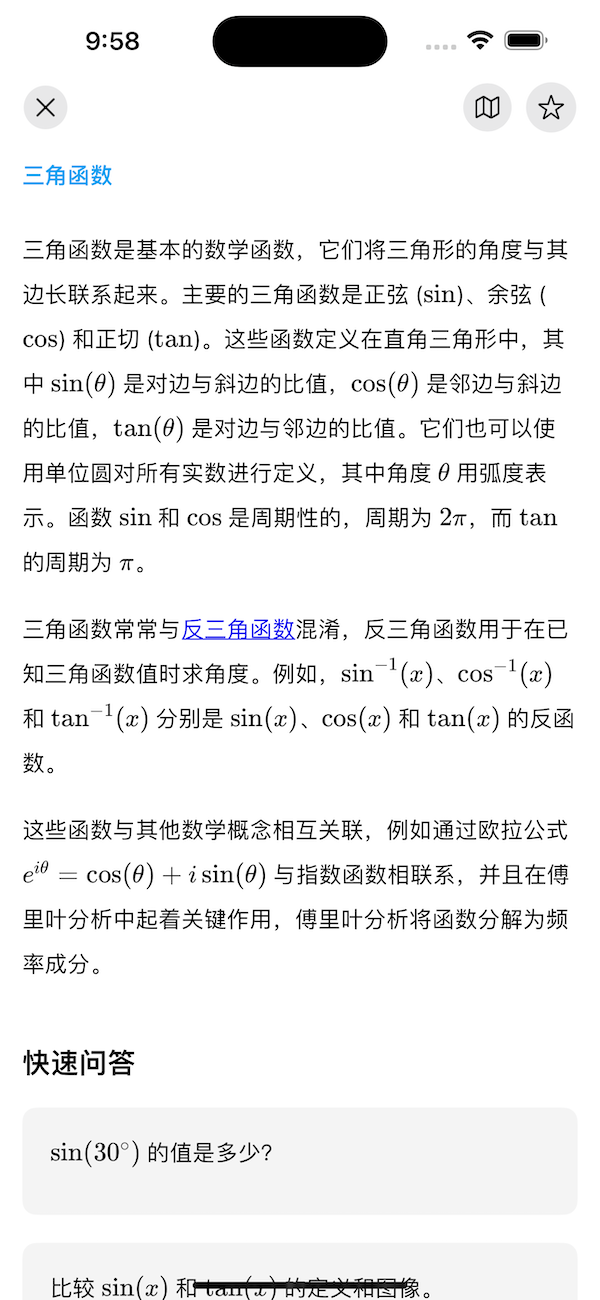 9:58
三角函数
三角函数是基本的数学函数，它们将三角形的角度与其
边长联系起来。主要的三角函数是正弦 (sin)、余弦 (
cos) 和正切 (tan)。这些函数定义在直角三角形中，其
中 sin(θ) 是对边与斜边的比值，cos(θ) 是邻边与斜边
的比值，tan(θ) 是对边与邻边的比值。它们也可以使
用单位圆对所有实数进行定义，其中角度 θ 用弧度表
示。函数 sin 和 cos 是周期性的，周期为 2π，而 tan
的周期为 π。
三角函数常常与反三角函数混淆，反三角函数用于在已
知三角函数值时求角度。例如，sin⁻¹(x)、cos⁻¹(x)
和 tan⁻¹(x) 分别是 sin(x)、cos(x) 和 tan(x) 的反函
数。
这些函数与其他数学概念相互关联，例如通过欧拉公式
e^{iθ} = cos(θ) + i sin(θ) 与指数函数相联系，并且在傅
里叶分析中起着关键作用，傅里叶分析将函数分解为频
率成分。
快速问答
sin(30°) 的值是多少?
比较 sin(x) 和 tan(x) 的定义和图像。